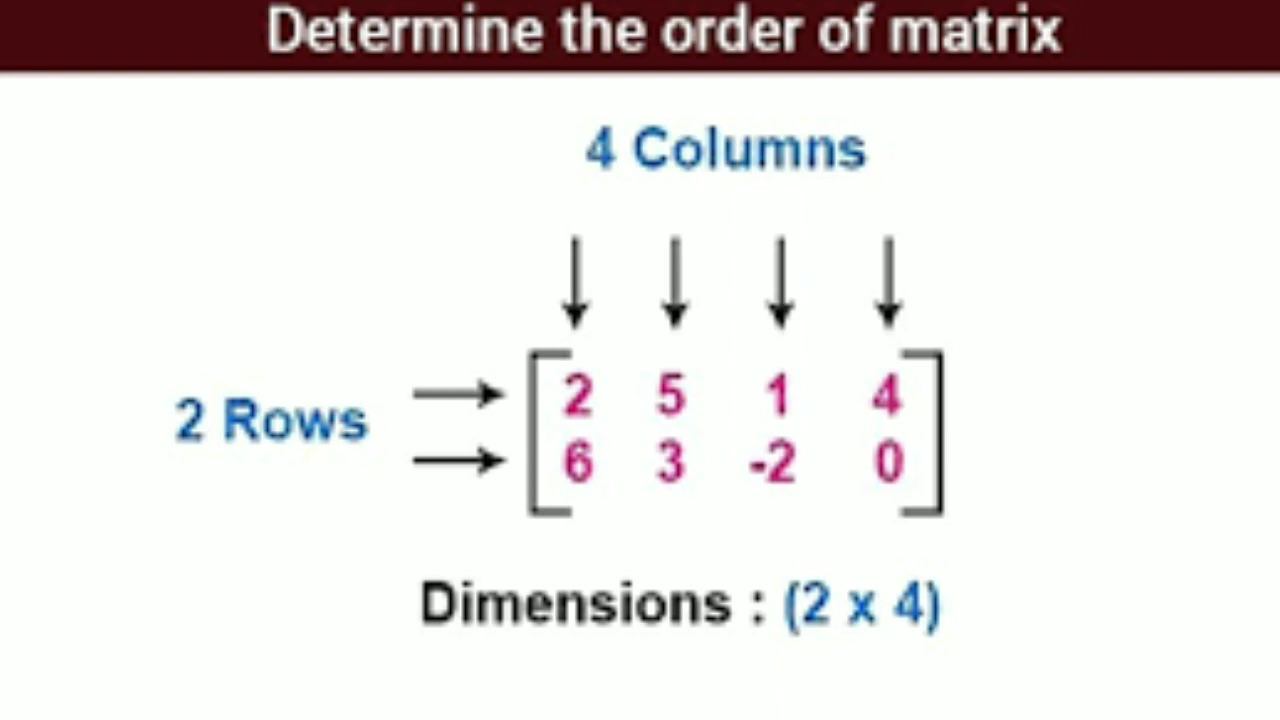 Determine the order of matrix
4 Columns
2 Rows
2 5 1 4
6 3 -2 0
Dimensions : (2 x 4)